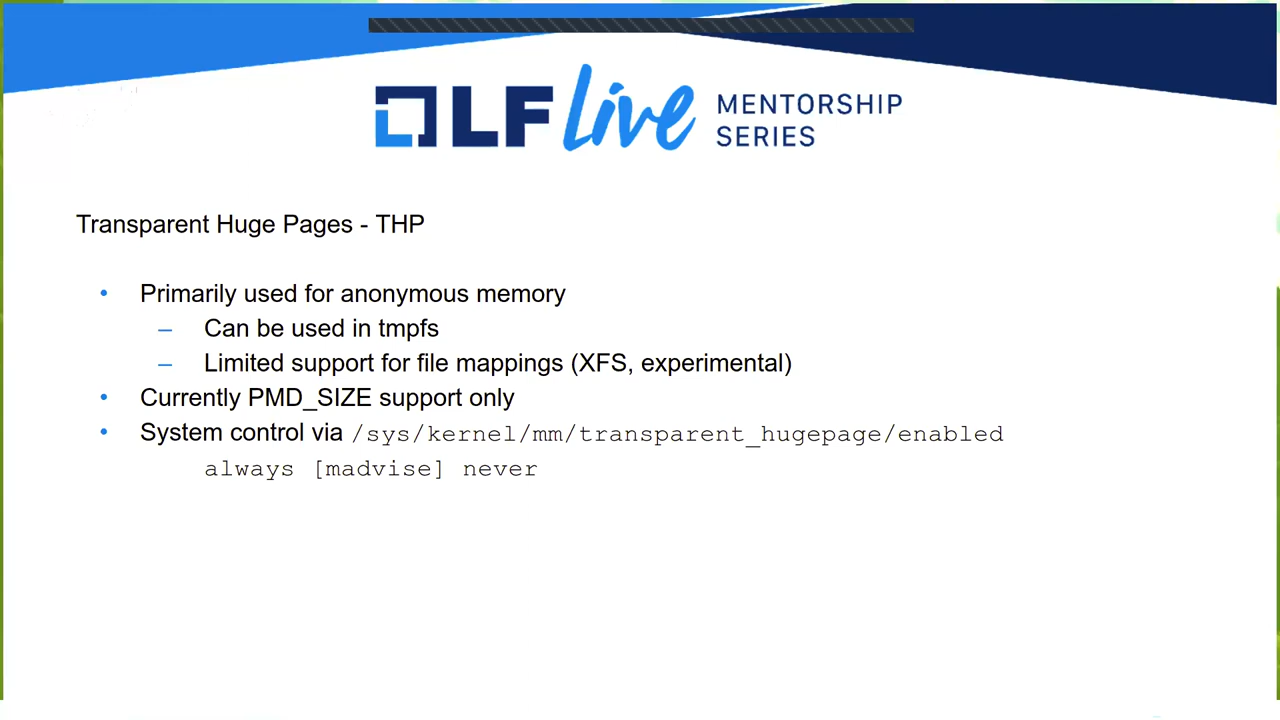 LF Live MENTORSHIP
SERIES
Transparent Huge Pages - THP
• Primarily used for anonymous memory
– Can be used in tmpfs
– Limited support for file mappings (XFS, experimental)
• Currently PMD_SIZE support only
• System control via /sys/kernel/mm/transparent_hugepage/enabled
always [madvise] never